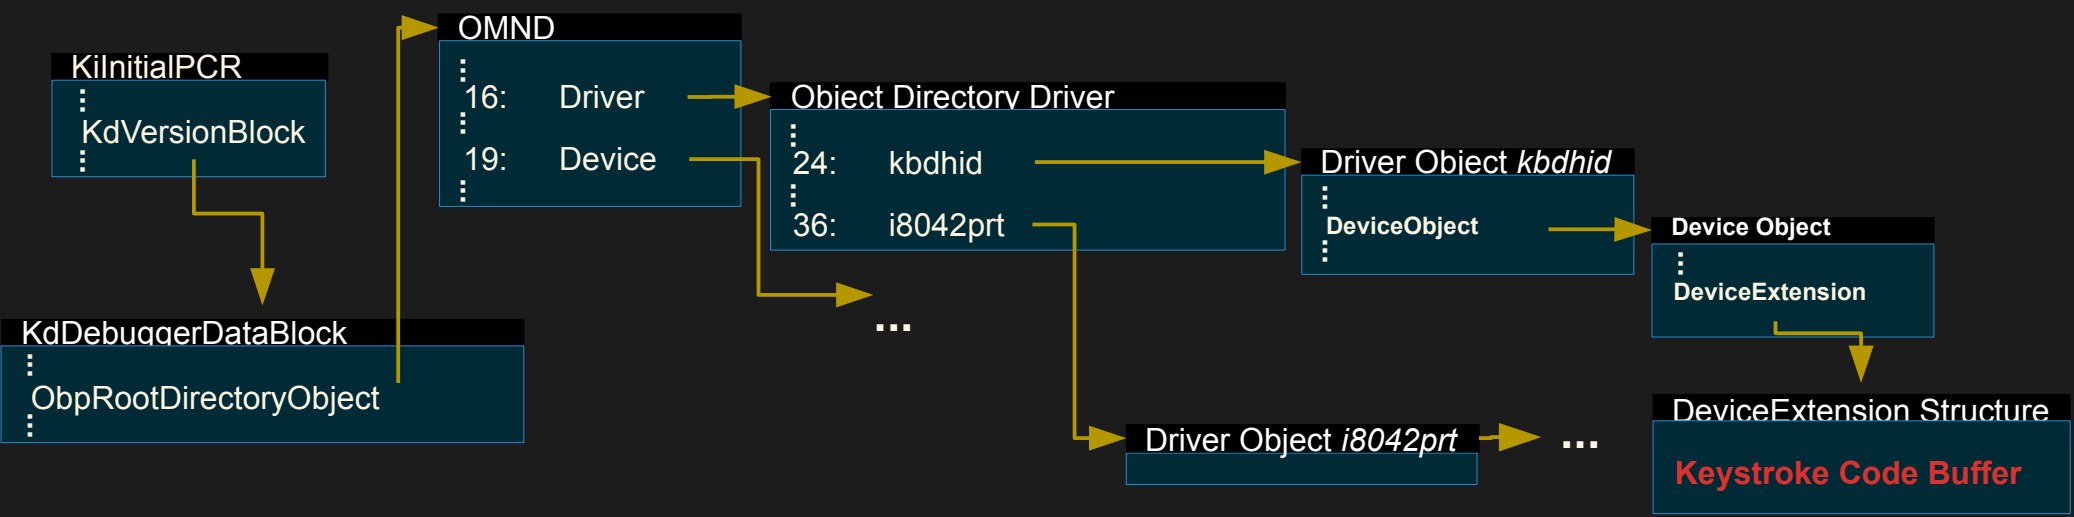 KiInitialPCR
KdVersionBlock
KdDebuggerDataBlock
ObpRootDirectoryObject
OMND
16: Driver
19: Device
...
Object Directory Driver
24: kbdhid
36: i8042prt
Driver Object kbdhid
DeviceObject
Device Object
DeviceExtension
Driver Object i8042prt
...
DeviceExtension Structure
Keystroke Code Buffer